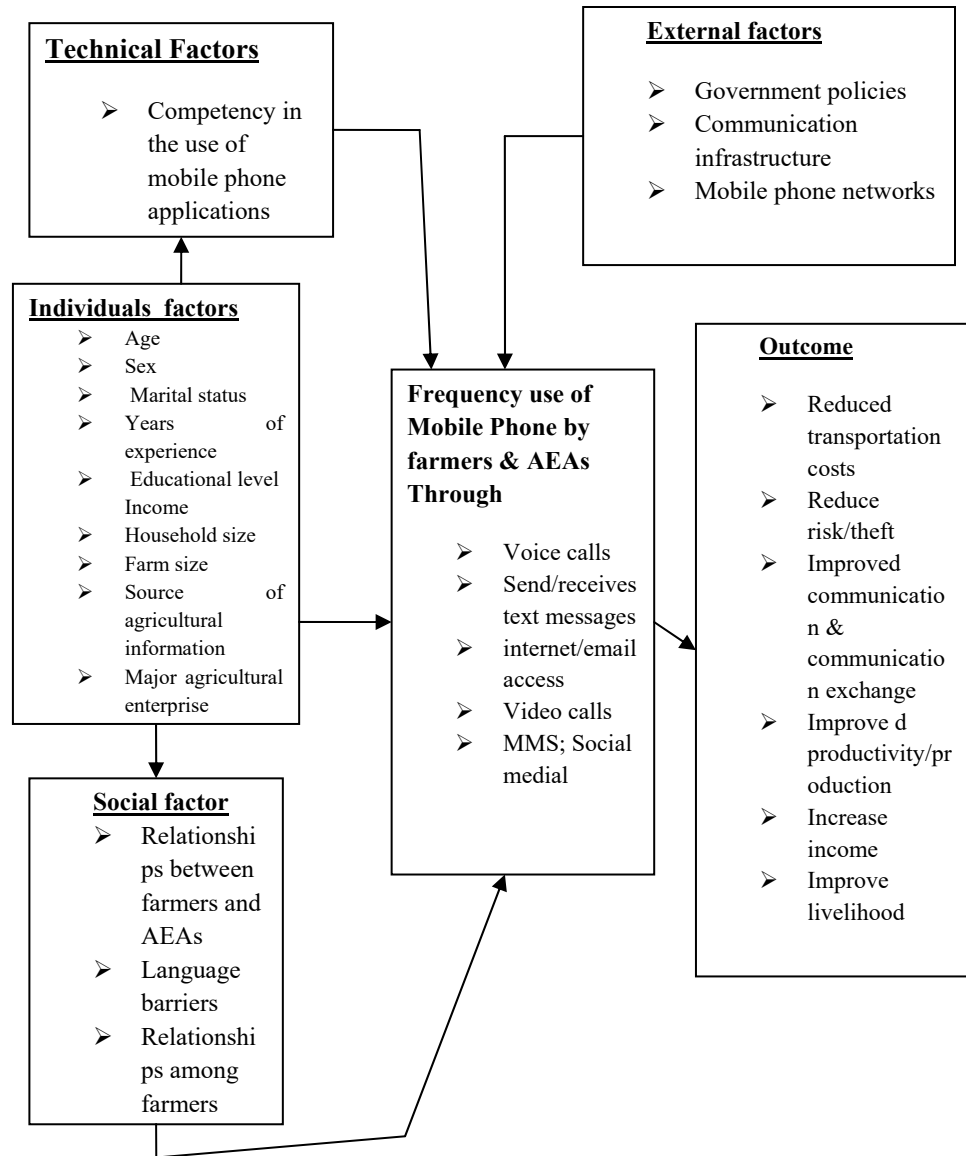 Technical Factors
➢ Competency in
the use of
mobile phone
applications
External factors
➢ Government policies
➢ Communication
infrastructure
➢ Mobile phone networks
Individuals factors
➢ Age
➢ Sex
➢ Marital status
➢ Years of
experience
➢ Educational level
Income
➢ Household size
➢ Farm size
➢ Source of
agricultural
information
➢ Major agricultural
enterprise
Frequency use of
Mobile Phone by
farmers & AEAs
Through
➢ Voice calls
➢ Send/receives
text messages
➢ internet/email
access
➢ Video calls
➢ MMS; Social
medial
Outcome
➢ Reduced
transportation
costs
➢ Reduce
risk/theft
➢ Improved
communicatio
n &
communicatio
n exchange
➢ Improve d
productivity/pr
oduction
➢ Increase
income
➢ Improve
livelihood
Social factor
➢ Relationshi
ps between
farmers and
AEAs
➢ Language
barriers
➢ Relationshi
ps among
farmers